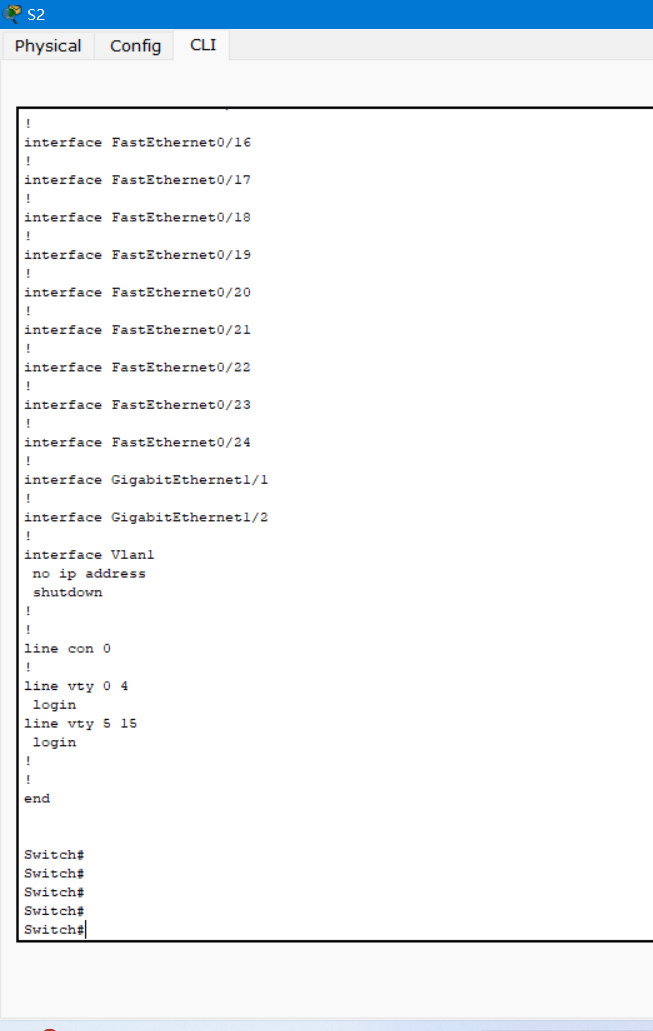 S2
Physical Config CLI
!
interface FastEthernet0/16
!
interface FastEthernet0/17
!
interface FastEthernet0/18
!
interface FastEthernet0/19
!
interface FastEthernet0/20
!
interface FastEthernet0/21
!
interface FastEthernet0/22
!
interface FastEthernet0/23
!
interface FastEthernet0/24
!
interface GigabitEthernet1/1
!
interface GigabitEthernet1/2
!
interface Vlan1
 no ip address
 shutdown
!
!
line con 0
!
line vty 0 4
 login
line vty 5 15
 login
!
!
end
Switch#
Switch#
Switch#
Switch#
Switch#